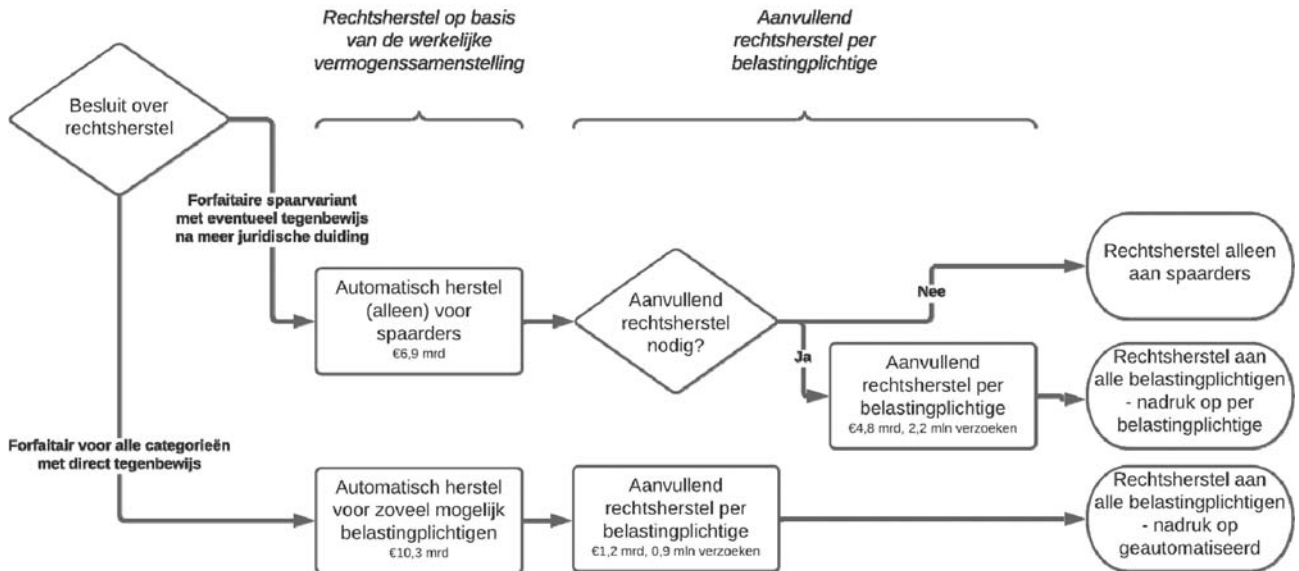 Rechtsherstel op basis
van de werkelijke
vermogenssamenstelling
Aanvullend
rechtsherstel per
belastingplichtige
Besluit over
rechtsherstel
Forfaitaire spaarvariant
met eventueel tegenbewijs
na meer juridische duiding
Automatisch herstel
(alleen) voor
spaarders
€6,9 mrd
Aanvullend
rechtsherstel
nodig?
Nee
Rechtsherstel alleen
aan spaarders
Ja
Aanvullend
rechtsherstel per
belastingplichtige
€4,8 mrd, 2,2 mln verzoeken
Rechtsherstel aan
alle belastingplichtigen
- nadruk op per
belastingplichtige
Forfaitair voor alle categorieën
met direct tegenbewijs
Automatisch herstel
voor zoveel mogelijk
belastingplichtigen
€10,3 mrd
Aanvullend
rechtsherstel per
belastingplichtige
€1,2 mrd, 0,9 mln verzoeken
Rechtsherstel aan
alle belastingplichtigen
- nadruk op
geautomatiseerd